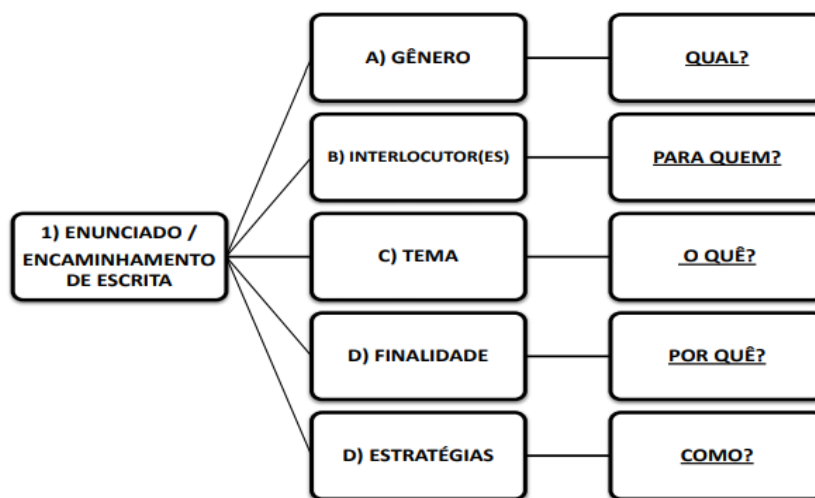 A) GÊNERO
QUAL?
B) INTERLOCUTOR(ES)
PARA QUEM?
1) ENUNCIADO /
ENCAMINHAMENTO
DE ESCRITA
C) TEMA
O QUÊ?
D) FINALIDADE
POR QUÊ?
D) ESTRATÉGIAS
COMO?